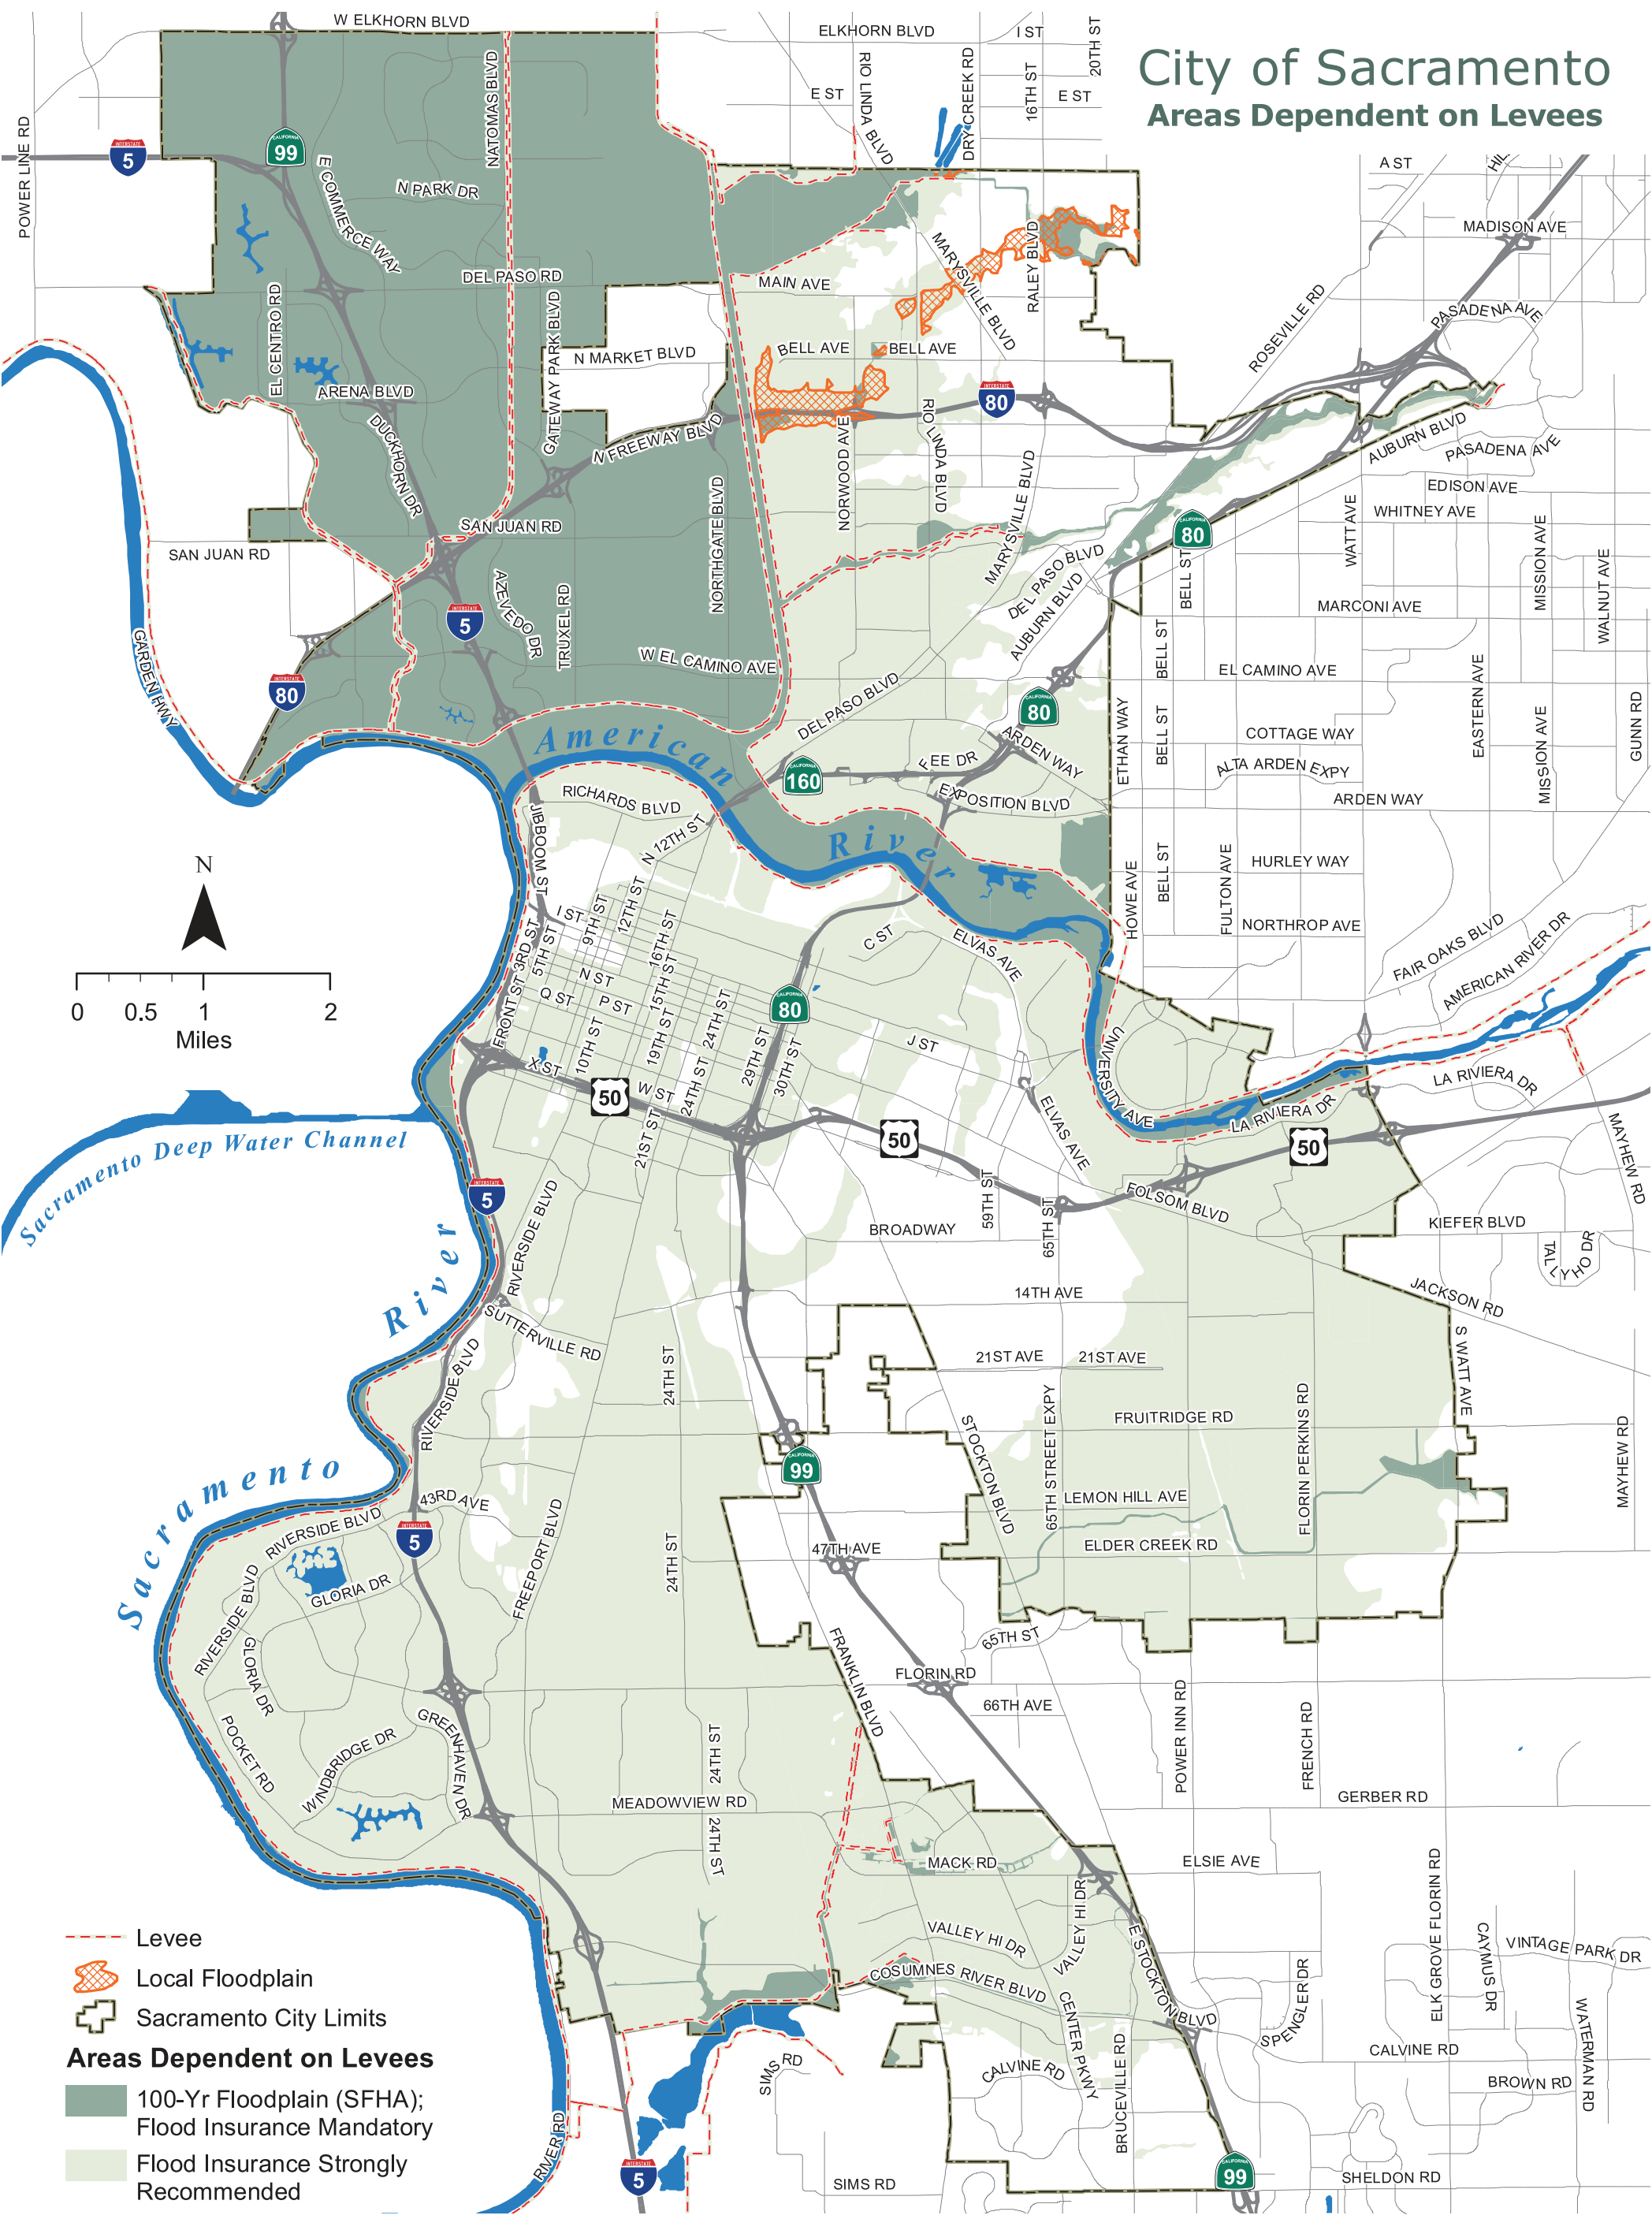 City of Sacramento
Areas Dependent on Levees
W ELKHORN BLVD
ELKHORN BLVD
I ST
20TH ST
RIO LINDA BLVD
DRY CREEK RD
16TH ST
E ST
E ST
POWER LINE RD
NATOMAS BLVD
INTERSTATE
5
CALIFORNIA
99
E COMMERCE WAY
N PARK DR
A ST
MADISON AVE
MARYSVILLE BLVD
RALEY BLVD
DEL PASO RD
MAIN AVE
EL CENTRO RD
GATEWAY PARK BLVD
ROSEVILLE RD
PASADENA AVE
N MARKET BLVD
BELL AVE
BELL AVE
ARENA BLVD
INTERSTATE
80
DUCKHORN DR
N FREEWAY BLVD
NORWOOD AVE
RIO LINDA BLVD
AUBURN BLVD
PASADENA AVE
MARYSVILLE BLVD
NORTHGATE BLVD
EDISON AVE
WHITNEY AVE
WATT AVE
MISSION AVE
WALNUT AVE
SAN JUAN RD
SAN JUAN RD
CALIFORNIA
80
BELL ST
DEL PASO BLVD
AUBURN BLVD
AZEVEDO DR
TRUXEL RD
MARCONI AVE
INTERSTATE
5
GARDEN HWY
BELL ST
W EL CAMINO AVE
EL CAMINO AVE
EASTERN AVE
INTERSTATE
80
DEL PASO BLVD
CALIFORNIA
80
ETHAN WAY
BELL ST
COTTAGE WAY
MISSION AVE
GUNN RD
American
River
ARDEN WAY
FEE DR
CALIFORNIA
160
ALTA ARDEN EXPY
EXPOSITION BLVD
ARDEN WAY
RICHARDS BLVD
JIBBOOM ST
N 12TH ST
HURLEY WAY
HOWE AVE
BELL ST
FULTON AVE
N
I ST
9TH ST
12TH ST
16TH ST
C ST
ELVAS AVE
NORTHROP AVE
FAIR OAKS BLVD
AMERICAN RIVER DR
3RD ST
5TH ST
N ST
Q ST
P ST
15TH ST
FRONT ST
24TH ST
19TH ST
10TH ST
CALIFORNIA
80
0 0.5 1 2
Miles
29TH ST
30TH ST
J ST
UNIVERSITY AVE
X ST
W ST
50
24TH ST
21ST ST
50
50
ELVAS AVE
LA RIVIERA DR
LA RIVIERA DR
MAYHEW RD
Sacramento Deep Water Channel
INTERSTATE
5
RIVERSIDE BLVD
59TH ST
65TH ST
FOLSOM BLVD
BROADWAY
KIEFER BLVD
TALLYHO DR
Sacramento River
14TH AVE
JACKSON RD
SUTTERVILLE RD
RIVERSIDE BLVD
24TH ST
21ST AVE
21ST AVE
S WATT AVE
FRUITRIDGE RD
65TH STREET EXPY
FLORIN PERKINS RD
STOCKTON BLVD
MAYHEW RD
CALIFORNIA
99
LEMON HILL AVE
43RD AVE
RIVERSIDE BLVD
INTERSTATE
5
FREEPORT BLVD
24TH ST
47TH AVE
ELDER CREEK RD
GLORIA DR
RIVERSIDE BLVD
GLORIA DR
FRANKLIN BLVD
65TH ST
FLORIN RD
66TH AVE
POWER INN RD
FRENCH RD
POCKET RD
WINDBRIDGE DR
GREENHAVEN DR
24TH ST
MEADOWVIEW RD
GERBER RD
24TH ST
MACK RD
ELSIE AVE
VALLEY HI DR
VALLEY HI DR
E STOCKTON BLVD
ELK GROVE FLORIN RD
CAYMUS DR
VINTAGE PARK DR
COSUMNES RIVER BLVD
CENTER PKWY
SPENGLER DR
WATERMAN RD
CALVINE RD
SIMS RD
CALVINE RD
BRUCEVILLE RD
BROWN RD
RIVER RD
INTERSTATE
5
SIMS RD
CALIFORNIA
99
SHELDON RD
Levee
Local Floodplain
Sacramento City Limits
Areas Dependent on Levees
100-Yr Floodplain (SFHA);
Flood Insurance Mandatory
Flood Insurance Strongly
Recommended